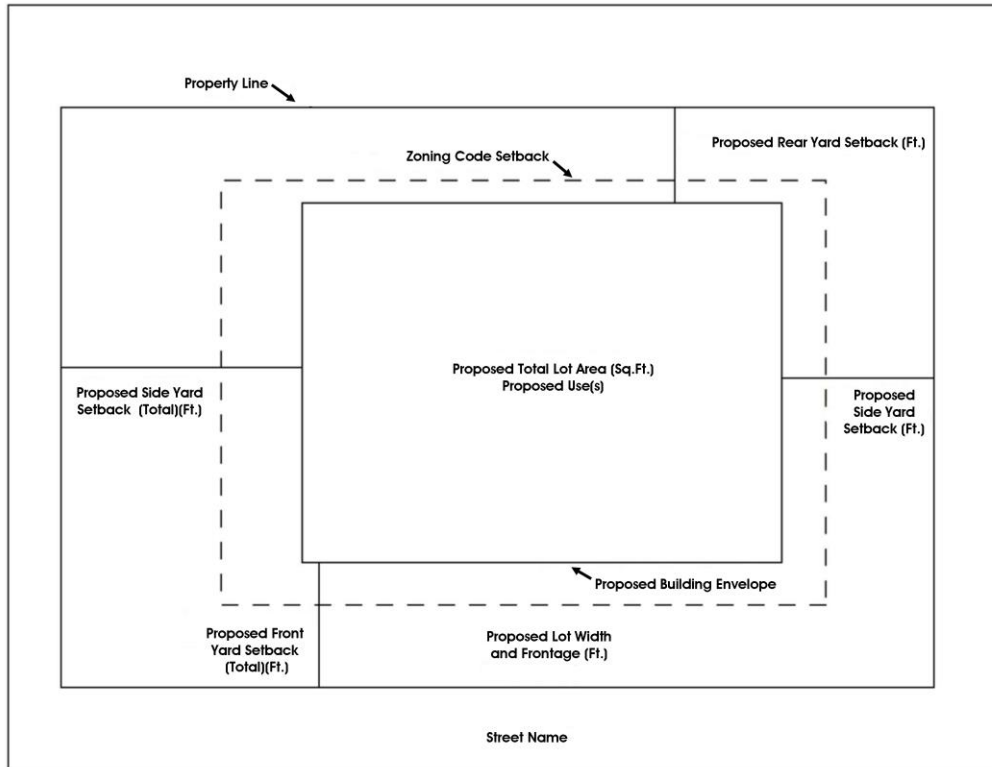 Property Line
Proposed Rear Yard Setback (Ft.)
Zoning Code Setback
Proposed Total Lot Area (Sq.Ft.)
Proposed Use(s)
Proposed Side Yard
Setback (Total)(Ft.)
Proposed
Side Yard
Setback (Ft.)
Proposed Building Envelope
Proposed Front
Yard Setback
(Total)(Ft.)
Proposed Lot Width
and Frontage (Ft.)
Street Name